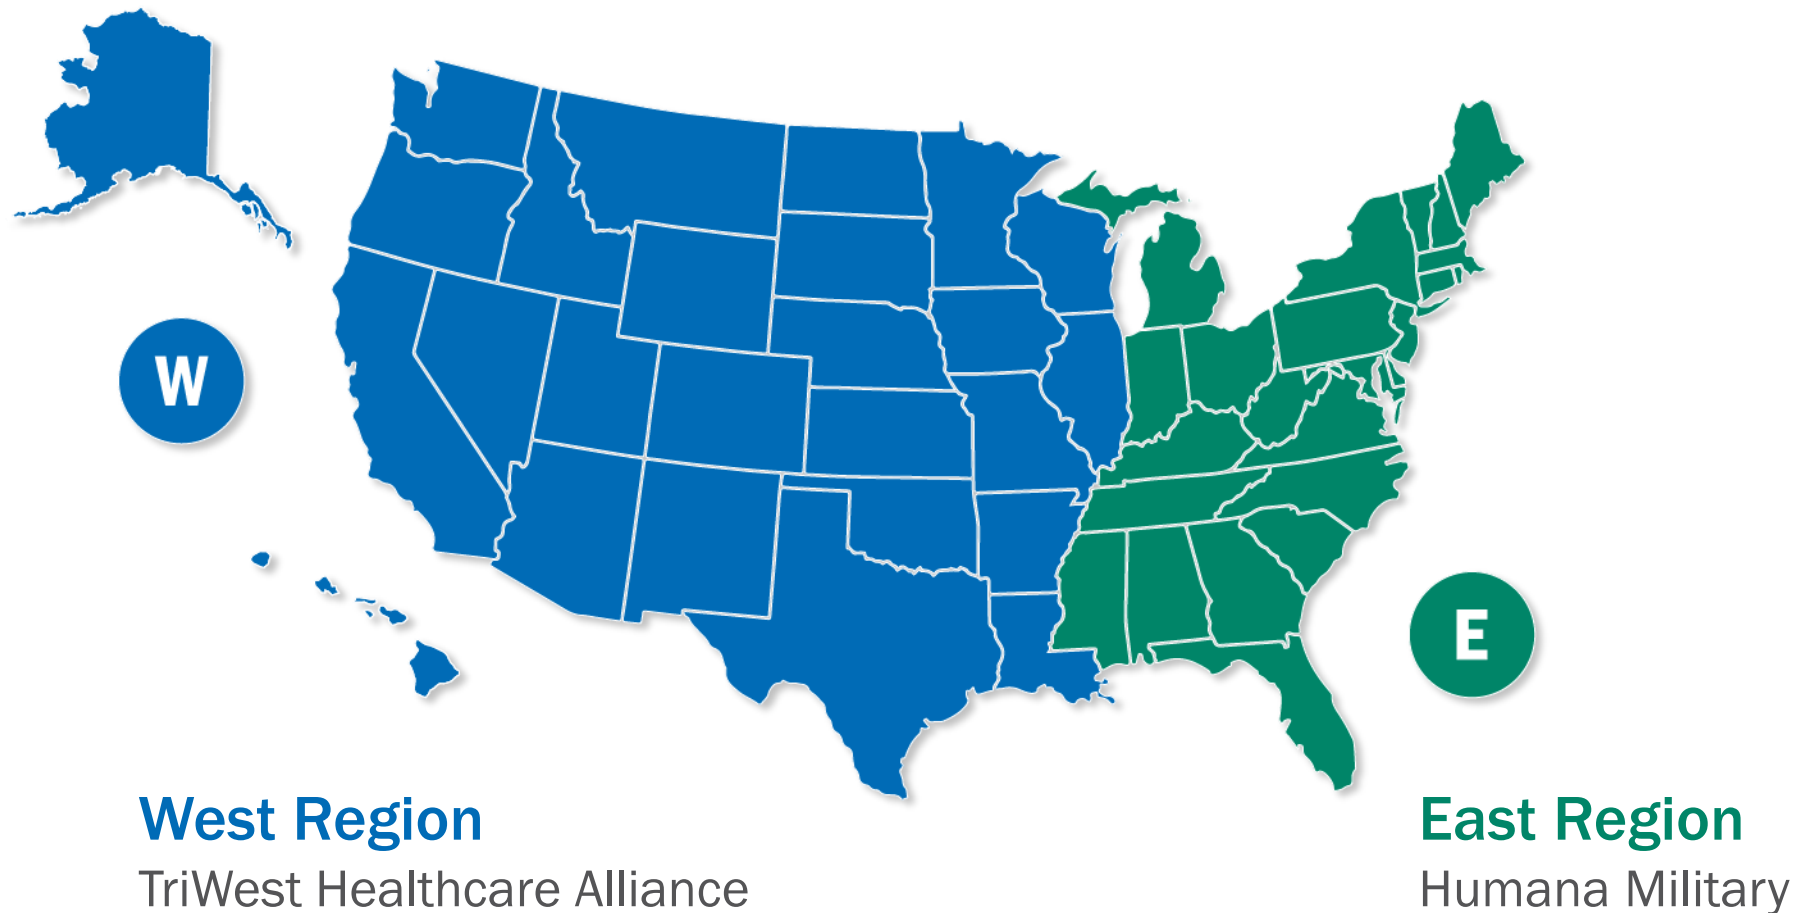 W
E
West Region
TriWest Healthcare Alliance
East Region
Humana Military